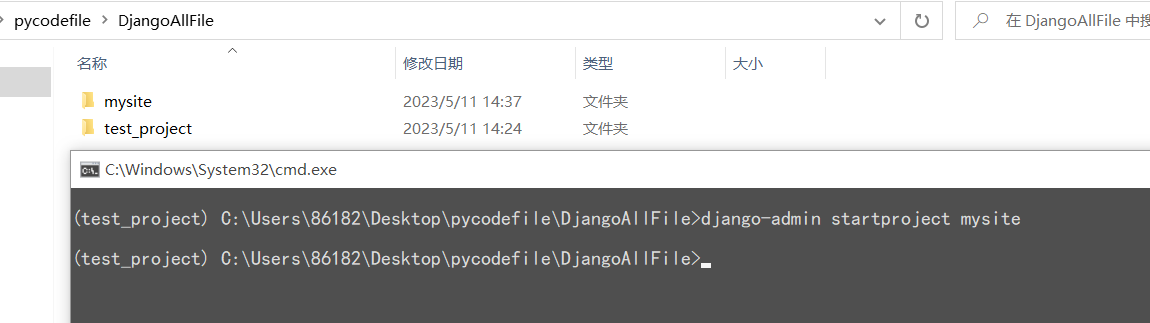 pycodefile > DjangoAllFile
在 DjangoAllFile 中搜
名称 修改日期 类型 大小
mysite 2023/5/11 14:37 文件夹
test_project 2023/5/11 14:24 文件夹
C:\Windows\System32\cmd.exe
(test_project) C:\Users\86182\Desktop\pycodefile\DjangoAllFile>django-admin startproject mysite
(test_project) C:\Users\86182\Desktop\pycodefile\DjangoAllFile>